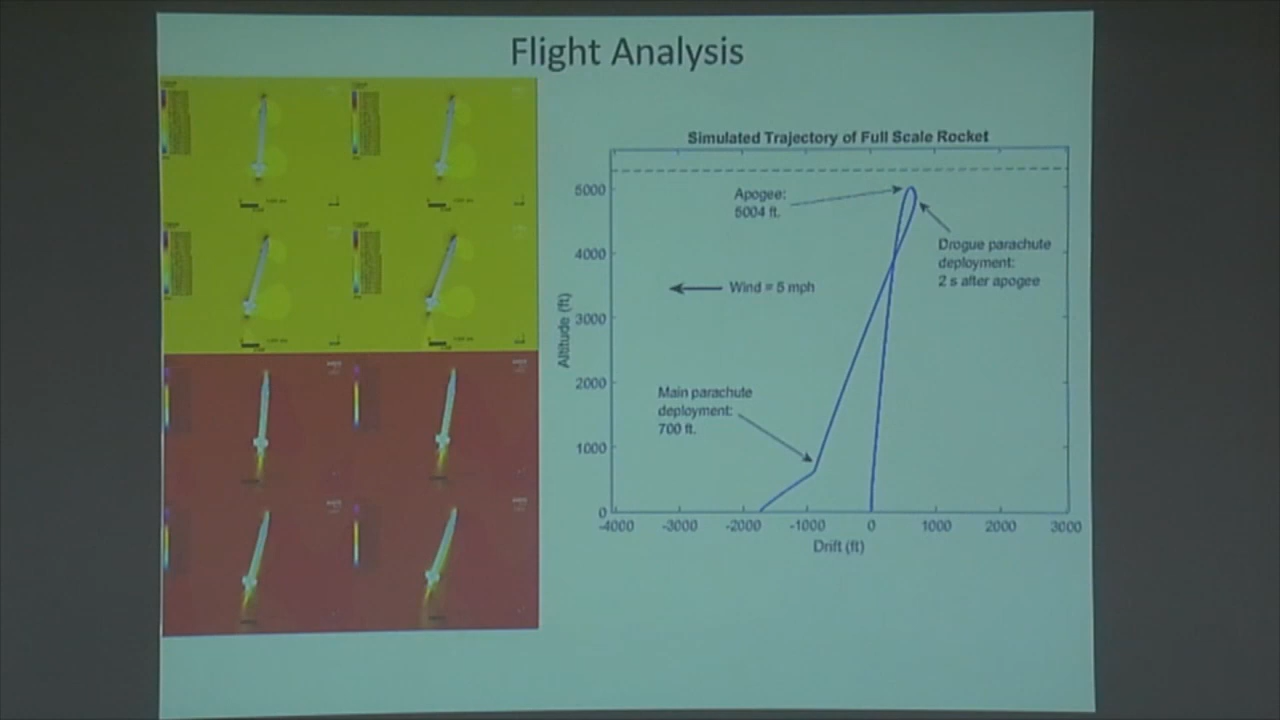 Flight Analysis
Simulated Trajectory of Full Scale Rocket
5000
4000
3000
2000
1000
0
Altitude (ft)
Apogee:
5004 ft.
Drogue parachute
deployment:
2 s after apogee
Wind = 5 mph
Main parachute
deployment:
700 ft.
-4000 -3000 -2000 -1000 0 1000 2000 3000
Drift (ft)